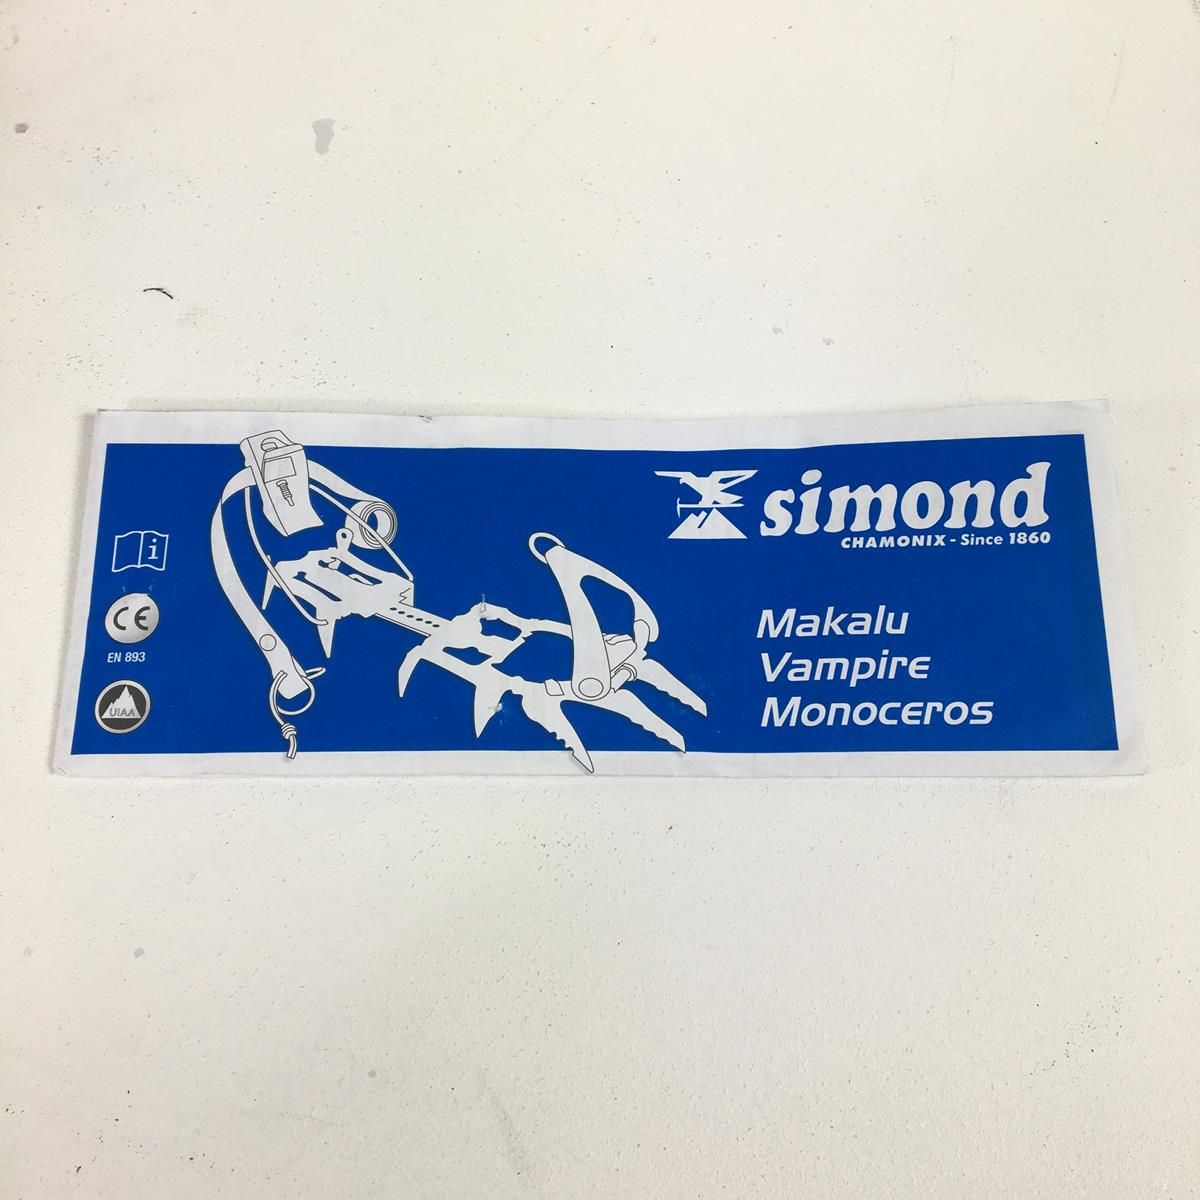 simond
CHAMONIX - Since 1860
Makalu
Vampire
Monoceros
i
CE
EN 893
UIAA